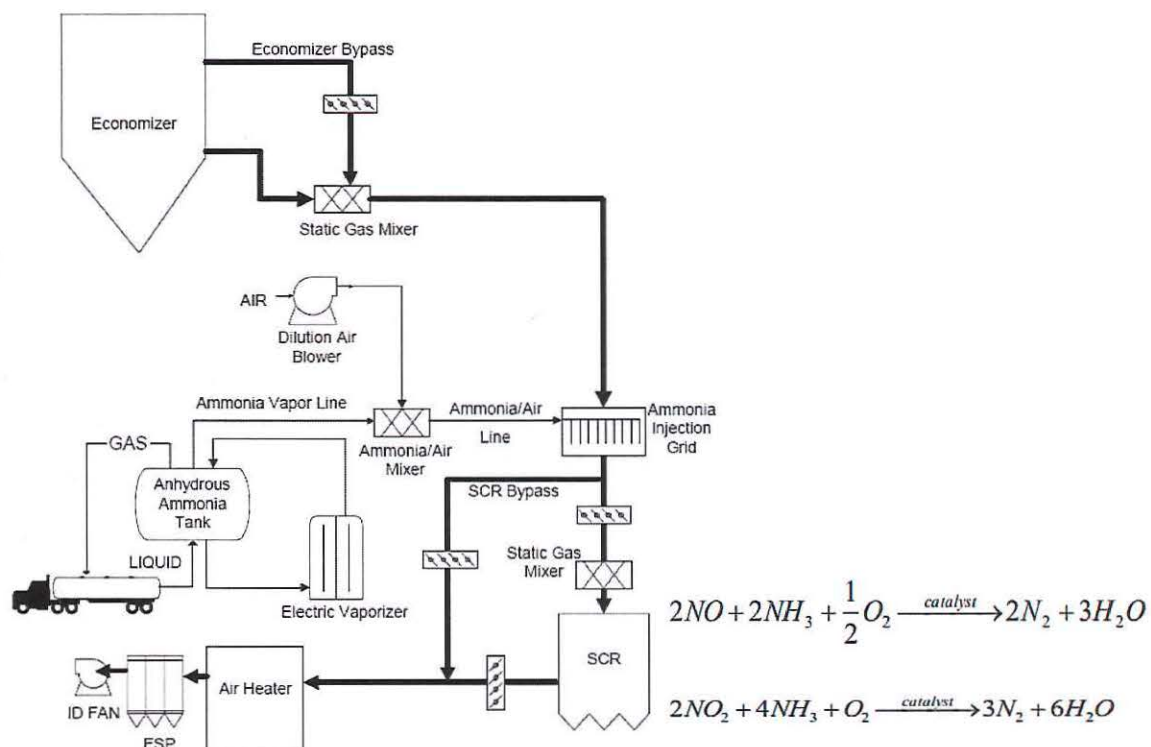 Economizer Bypass
Economizer
Static Gas Mixer
AIR
Dilution Air
Blower
Ammonia Vapor Line
Ammonia/Air
Line
Ammonia
Injection
Grid
Ammonia/Air
Mixer
GAS
Anhydrous
Ammonia
Tank
SCR Bypass
LIQUID
Static Gas
Mixer
Electric Vaporizer
2NO + 2NH₃ + 1/2 O₂ catalyst → 2N₂ + 3H₂O
SCR
Air Heater
ID FAN
ESP
2NO₂ + 4NH₃ + O₂ catalyst → 3N₂ + 6H₂O